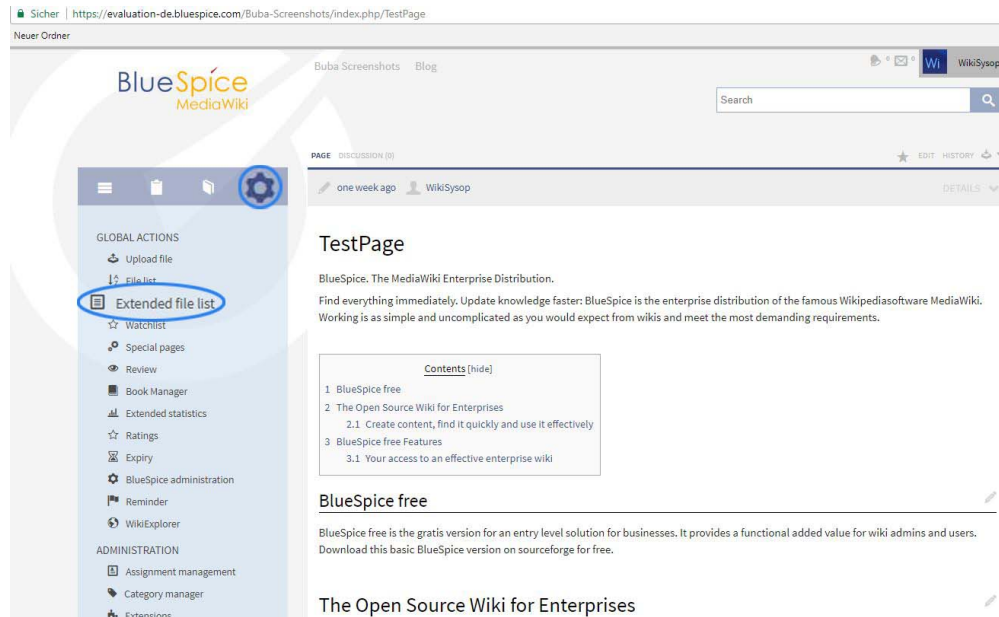 Sicher | https://evaluation-de.bluespice.com/Buba-Screenshots/index.php/TestPage
Neuer Ordner
BlueSpice
MediaWiki
Buba Screenshots Blog
0 0 Wi WikiSysop
Search
PAGE DISCUSSION (0)
EDIT HISTORY
one week ago WikiSysop
DETAILS
GLOBAL ACTIONS
Upload file
File list
Extended file list
Watchlist
Special pages
Review
Book Manager
Extended statistics
Ratings
Expiry
BlueSpice administration
Reminder
WikiExplorer
ADMINISTRATION
Assignment management
Category manager
Extensions
TestPage
BlueSpice. The MediaWiki Enterprise Distribution.
Find everything immediately. Update knowledge faster: BlueSpice is the enterprise distribution of the famous Wikipediasoftware MediaWiki.
Working is as simple and uncomplicated as you would expect from wikis and meet the most demanding requirements.
Contents [hide]
1 BlueSpice free
2 The Open Source Wiki for Enterprises
2.1 Create content, find it quickly and use it effectively
3 BlueSpice free Features
3.1 Your access to an effective enterprise wiki
BlueSpice free
BlueSpice free is the gratis version for an entry level solution for businesses. It provides a functional added value for wiki admins and users.
Download this basic BlueSpice version on sourceforge for free.
The Open Source Wiki for Enterprises